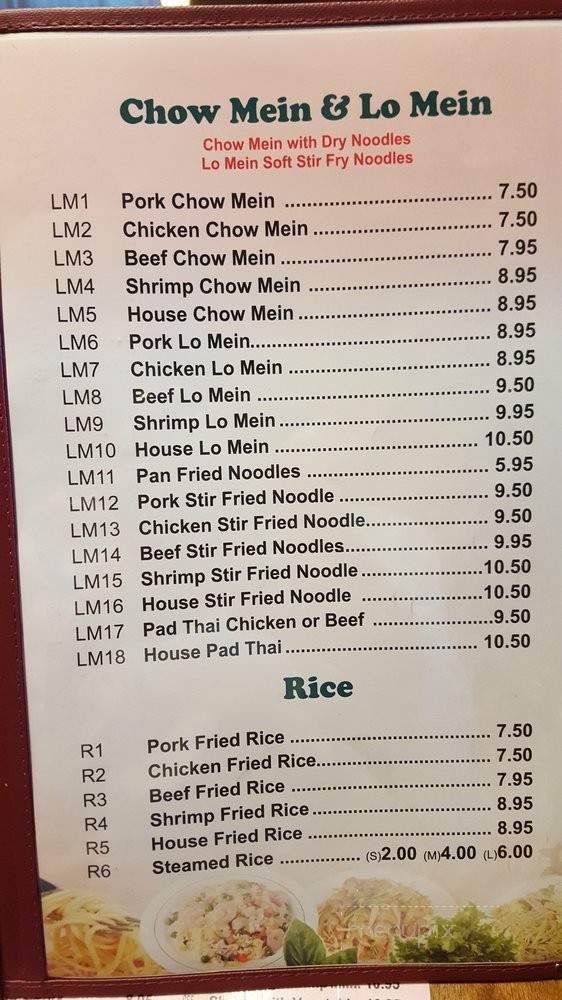 Chow Mein & Lo Mein
Chow Mein with Dry Noodles
Lo Mein Soft Stir Fry Noodles
LM1 Pork Chow Mein ..................................... 7.50
LM2 Chicken Chow Mein ................................ 7.50
LM3 Beef Chow Mein ...................................... 7.95
LM4 Shrimp Chow Mein ................................. 8.95
LM5 House Chow Mein ................................... 8.95
LM6 Pork Lo Mein........................................... 8.95
LM7 Chicken Lo Mein .................................... 8.95
LM8 Beef Lo Mein .......................................... 9.50
LM9 Shrimp Lo Mein ...................................... 9.95
LM10 House Lo Mein ..................................... 10.50
LM11 Pan Fried Noodles ................................. 5.95
LM12 Pork Stir Fried Noodle ........................... 9.50
LM13 Chicken Stir Fried Noodle...................... 9.50
LM14 Beef Stir Fried Noodles.......................... 9.95
LM15 Shrimp Stir Fried Noodle ......................10.50
LM16 House Stir Fried Noodle ......................10.50
LM17 Pad Thai Chicken or Beef .....................9.50
LM18 House Pad Thai ................................... 10.50
Rice
R1 Pork Fried Rice .................................... 7.50
R2 Chicken Fried Rice............................... 7.50
R3 Beef Fried Rice .................................... 7.95
R4 Shrimp Fried Rice ................................ 8.95
R5 House Fried Rice ................................. 8.95
R6 Steamed Rice ............... (S)2.00 (M)4.00 (L)6.00
menupix